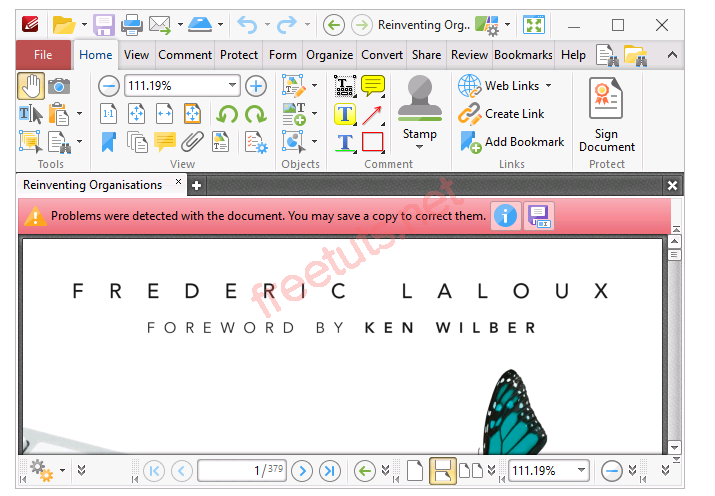 Reinventing Org..
File Home View Comment Protect Form Organize Convert Share Review Bookmarks Help
111.19%
1:1
Tools
View
Objects
Stamp
Comment
Web Links
Create Link
Add Bookmark
Links
Sign
Document
Protect
Reinventing Organisations
Problems were detected with the document. You may save a copy to correct them.
freetuts.net
FREDERIC LALOUX
FOREWORD BY KEN WILBER
1/379
111.19%